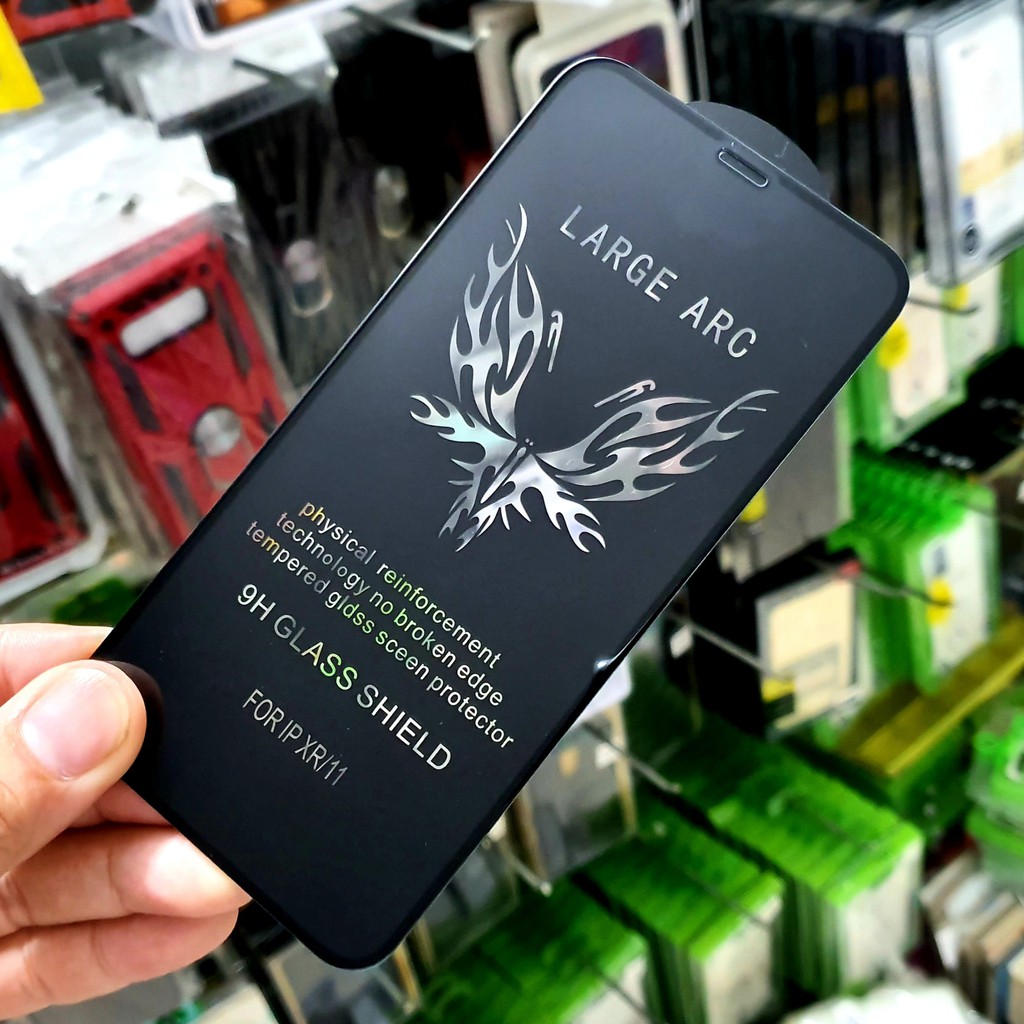 LARGE ARC
physical reinforcement
technology no broken edge
tempered gldss sceen protector
9H GLASS SHIELD
FOR IP XR/11